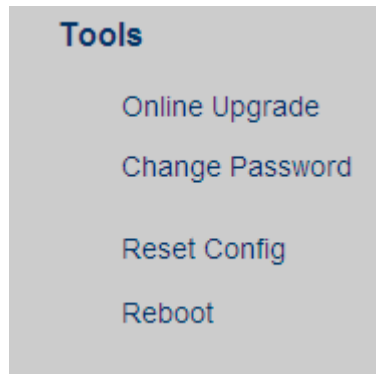 Tools
Online Upgrade
Change Password
Reset Config
Reboot